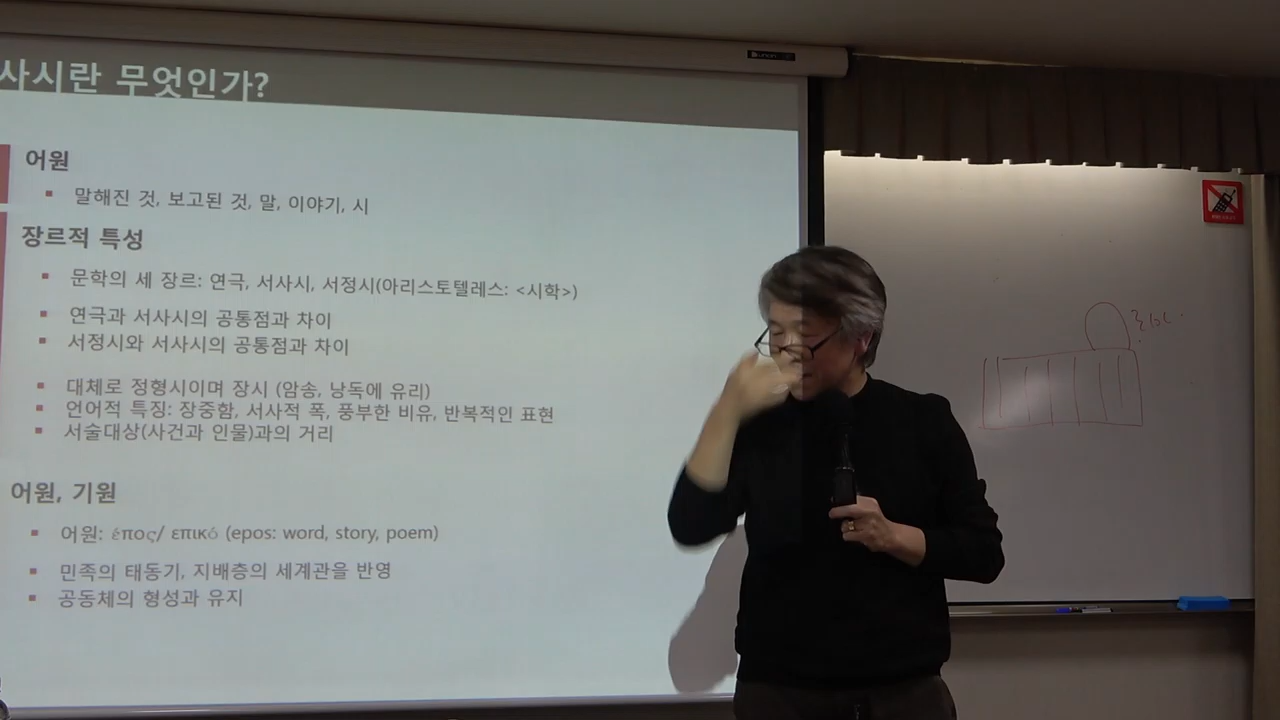 사시란 무엇인가?
어원
▪ 말해진 것, 보고된 것, 말, 이야기, 시
장르적 특성
▪ 문학의 세 장르: 연극, 서사시, 서정시(아리스토텔레스: <시학>)
▪ 연극과 서사시의 공통점과 차이
▪ 서정시와 서사시의 공통점과 차이
▪ 대체로 정형시이며 장시 (암송, 낭독에 유리)
▪ 언어적 특징: 장중함, 서사적 폭, 풍부한 비유, 반복적인 표현
▪ 서술대상(사건과 인물)과의 거리
어원, 기원
▪ 어원: έπος/ επικό (epos: word, story, poem)
▪ 민족의 태동기, 지배층의 세계관을 반영
▪ 공동체의 형성과 유지